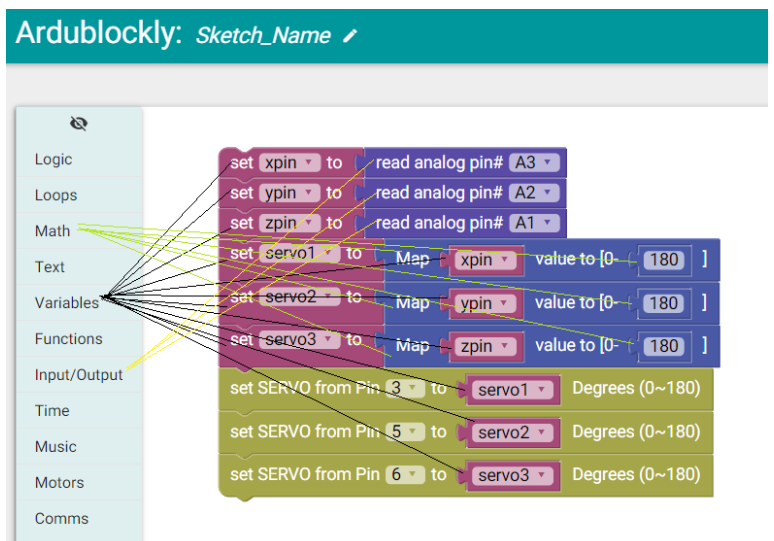 Ardublockly: Sketch_Name
Logic
Loops
Math
Text
Variables
Functions
Input/Output
Time
Music
Motors
Comms
set xpin to read analog pin# A3
set ypin to read analog pin# A2
set zpin to read analog pin# A1
set servo1 to Map xpin value to [0- 180 ]
set servo2 to Map ypin value to [0- 180 ]
set servo3 to Map zpin value to [0- 180 ]
set SERVO from Pin 3 to servo1 Degrees (0~180)
set SERVO from Pin 5 to servo2 Degrees (0~180)
set SERVO from Pin 6 to servo3 Degrees (0~180)